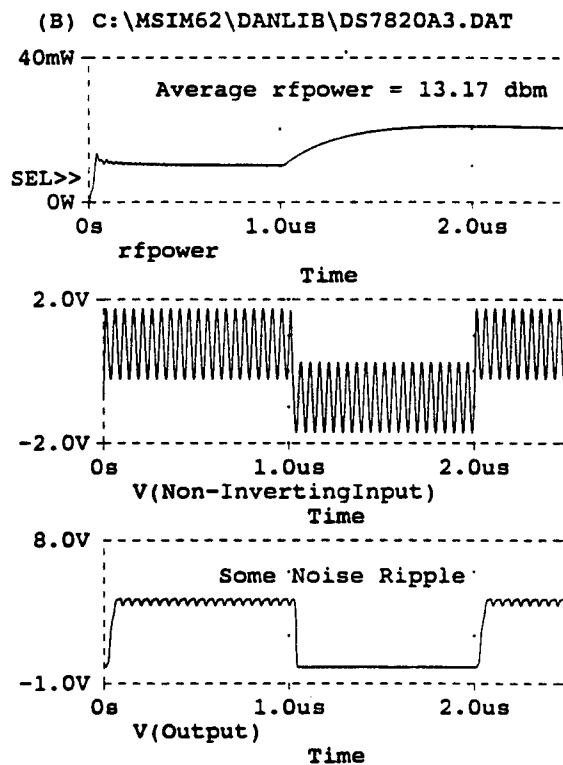 (B) C:\MSIM62\DANLIB\DS7820A3.DAT
40mW
Average rfpower = 13.17 dbm
SEL>>
0W
0s 1.0us 2.0us
rfpower
Time
2.0V
-2.0V
0s 1.0us 2.0us
V(Non-InvertingInput)
Time
8.0V
Some Noise Ripple
-1.0V
0s 1.0us 2.0us
V(Output)
Time